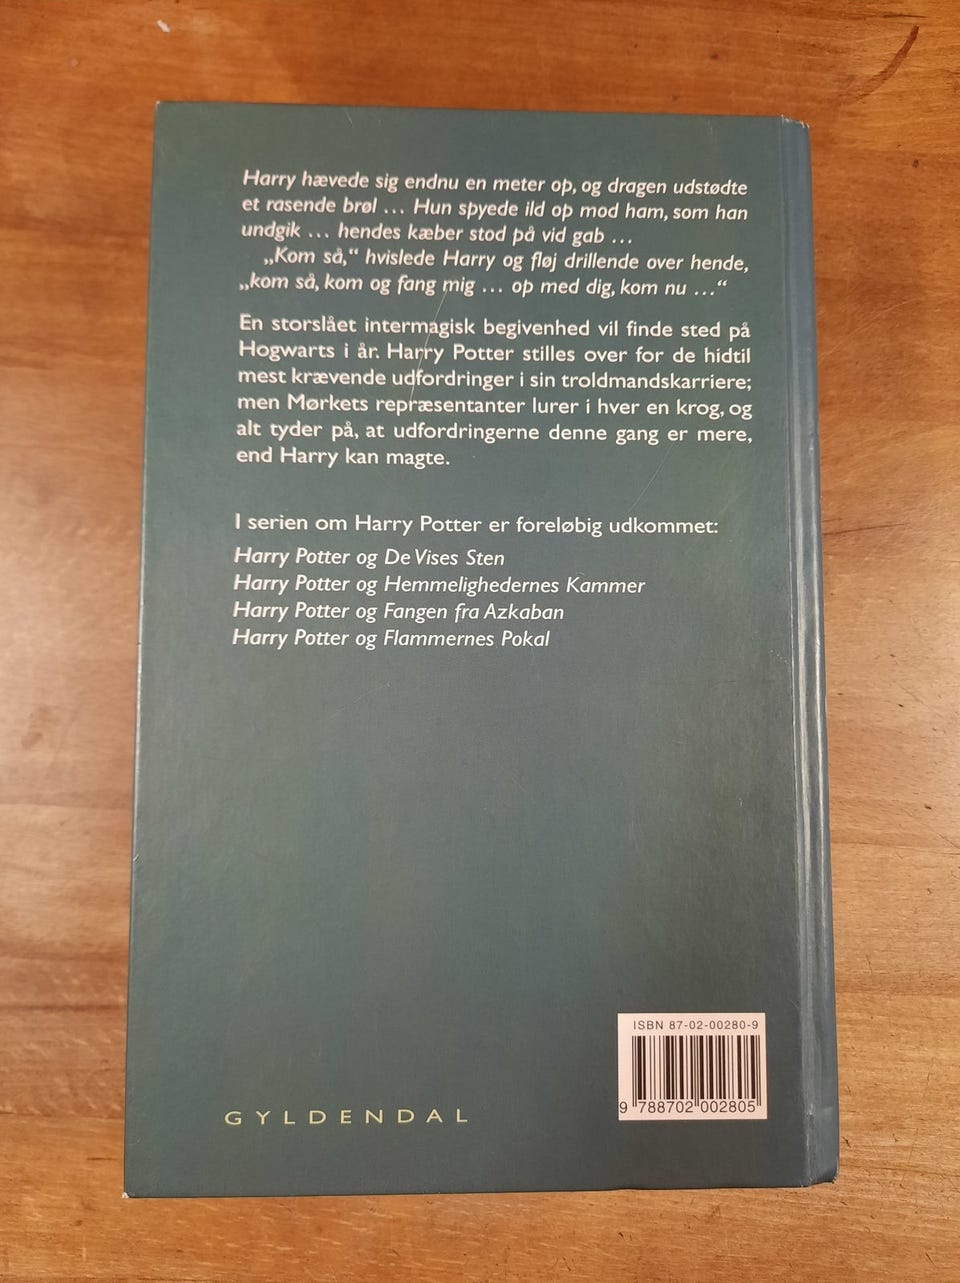 Harry hævede sig endnu en meter op, og dragen udstødte
et rasende brøl ... Hun spyede ild op mod ham, som han
undgik ... hendes kæber stod på vid gab ...
„Kom så,“ hvislede Harry og fløj drillende over hende,
„kom så, kom og fang mig ... op med dig, kom nu ...“
En storslået intermagisk begivenhed vil finde sted på
Hogwarts i år. Harry Potter stilles over for de hidtil
mest krævende udfordringer i sin troldmandskarriere;
men Mørkets repræsentanter lurer i hver en krog, og
alt tyder på, at udfordringerne denne gang er mere,
end Harry kan magte.
I serien om Harry Potter er foreløbig udkommet:
Harry Potter og De Vises Sten
Harry Potter og Hemmelighedernes Kammer
Harry Potter og Fangen fra Azkaban
Harry Potter og Flammernes Pokal
ISBN 87-02-00280-9
9 788702 002805
GYLDENDAL